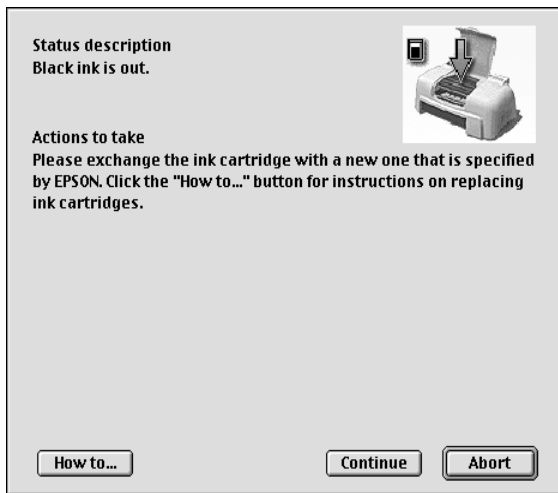 Status description
Black ink is out.
Actions to take
Please exchange the ink cartridge with a new one that is specified
by EPSON. Click the "How to..." button for instructions on replacing
ink cartridges.
How to...
Continue
Abort